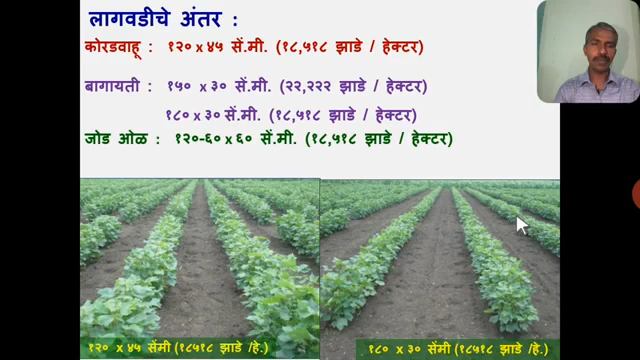 लागवडीचे अंतर :
कोरडवाहू : १२० x ४५ सें.मी. (१८,५१८ झाडे / हेक्टर)
बागायती : १५० x ३० सें.मी. (२२,२२२ झाडे / हेक्टर)
१८० x ३० सें.मी. (१८,५१८ झाडे / हेक्टर)
जोड ओळ : १२०-६० x ६० सें.मी. (१८,५१८ झाडे / हेक्टर)
१२० x ४५ सेंमी (१८५१८ झाडे /हे.)
१८० x ३० सेंमी (१८५१८ झाडे /हे.)